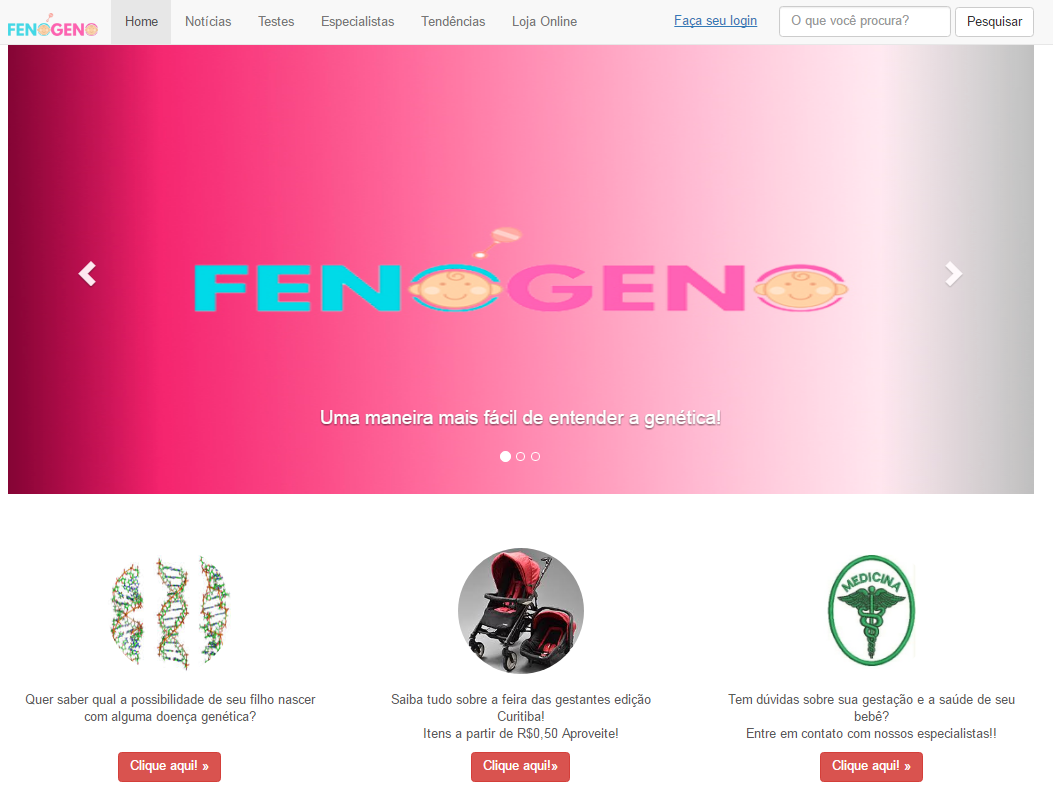 FENOGENO
Home
Notícias
Testes
Especialistas
Tendências
Loja Online
Faça seu login
O que você procura?
Pesquisar
FENOGENO
Uma maneira mais fácil de entender a genética!
MEDICINA
Quer saber qual a possibilidade de seu filho nascer
com alguma doença genética?
Clique aqui! »
Saiba tudo sobre a feira das gestantes edição
Curitiba!
Itens a partir de R$0,50 Aproveite!
Clique aqui!»
Tem dúvidas sobre sua gestação e a saúde de seu
bebê?
Entre em contato com nossos especialistas!!
Clique aqui! »